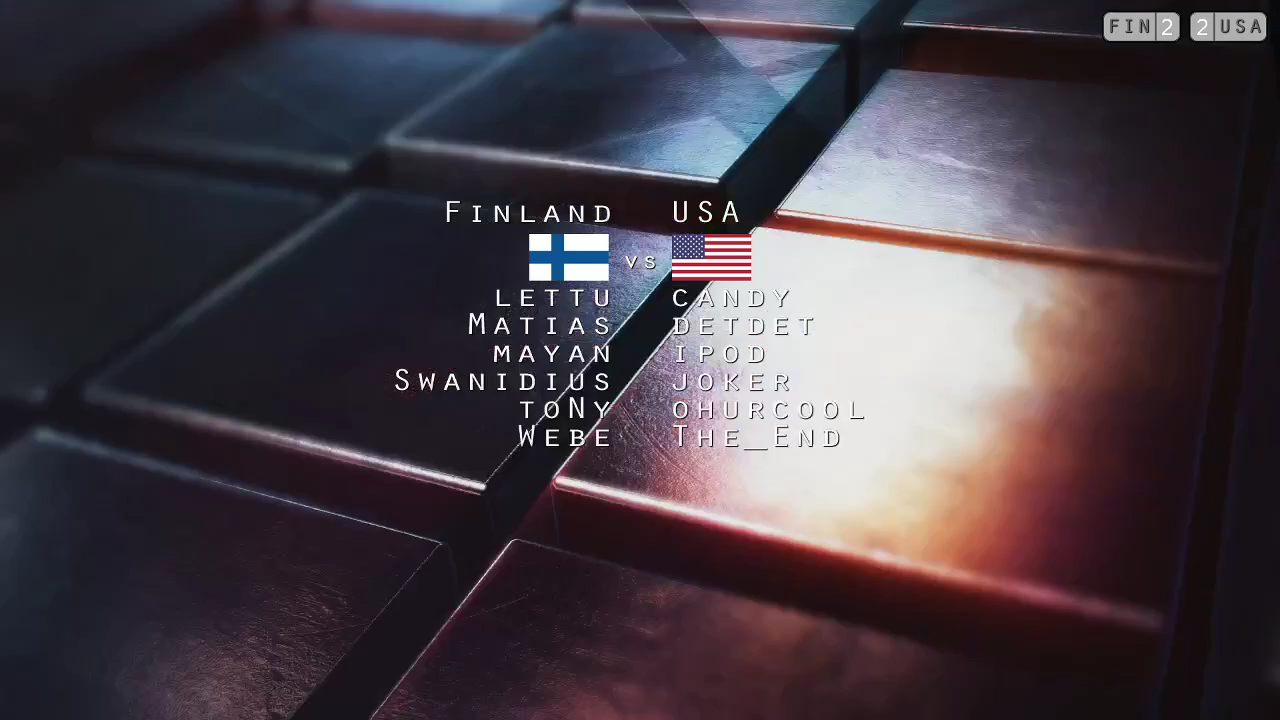 FIN 2 2 USA
FINLAND USA
vs
LETTU CANDY
MATIAS DETDET
MAYAN IPOD
SWANIDIUS JOKER
TONY OHURCOOL
WEBE THE_END